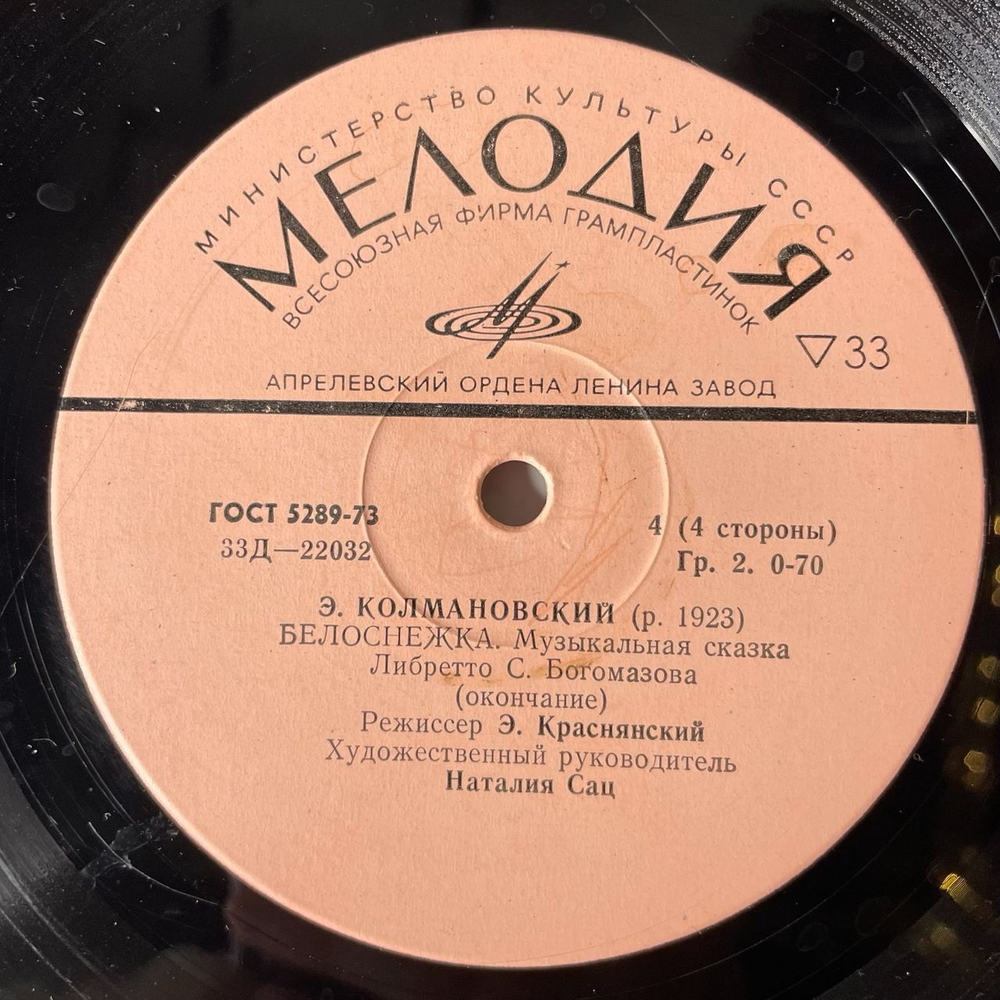 МИНИСТЕРСТВО КУЛЬТУРЫ СССР
МЕЛОДИЯ
ВСЕСОЮЗНАЯ ФИРМА ГРАМПЛАСТИНОК
▽33
АПРЕЛЕВСКИЙ ОРДЕНА ЛЕНИНА ЗАВОД
ГОСТ 5289-73
33Д—22032
4 (4 стороны)
Гр. 2. 0-70
Э. КОЛМАНОВСКИЙ (р. 1923)
БЕЛОСНЕЖКА. Музыкальная сказка
Либретто С. Богомазова
(окончание)
Режиссер Э. Краснянский
Художественный руководитель
Наталия Сац